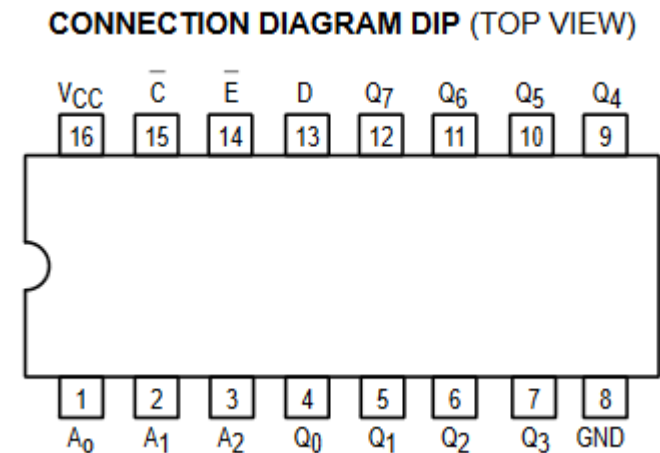 CONNECTION DIAGRAM DIP (TOP VIEW)
V_CC C̅ E̅ D Q₇ Q₆ Q₅ Q₄
16 15 14 13 12 11 10 9
1 2 3 4 5 6 7 8
A₀ A₁ A₂ Q₀ Q₁ Q₂ Q₃ GND